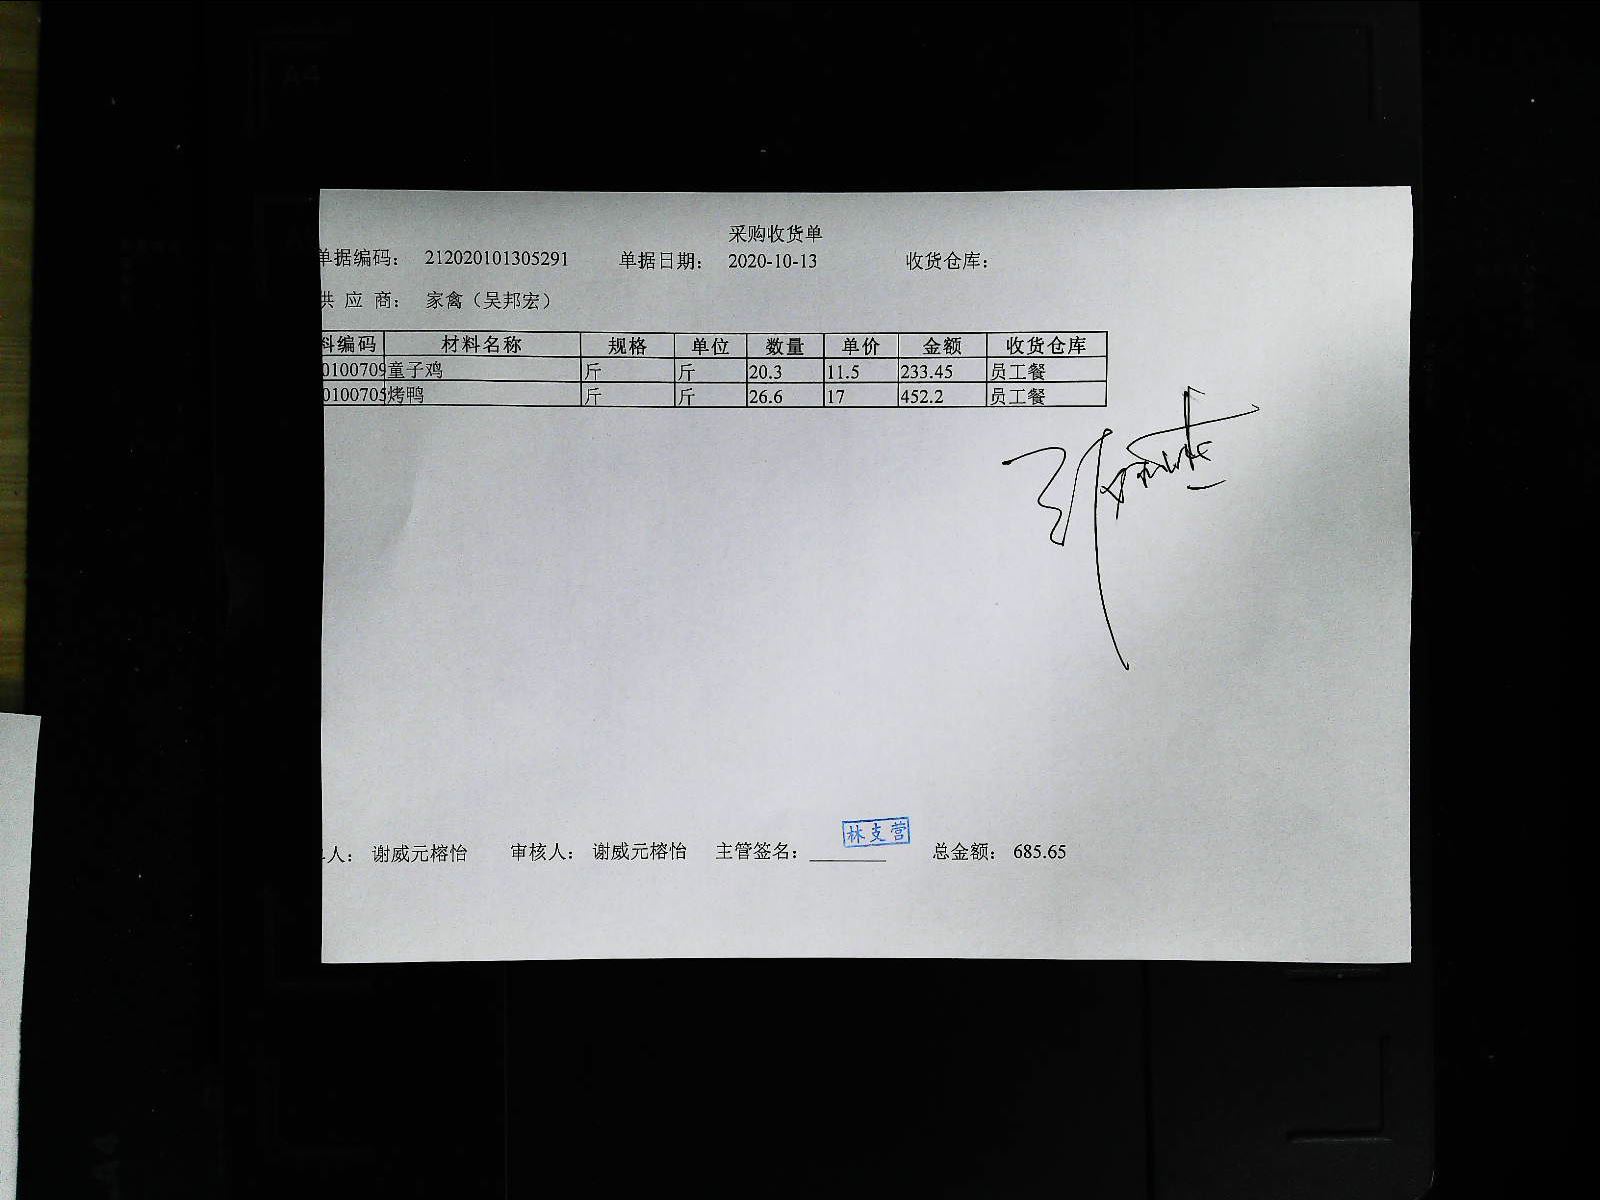 采购收货单
单据编码： 212020101305291 单据日期： 2020-10-13 收货仓库：
供 应 商： 家禽（吴邦宏）
料编码 材料名称 规格 单位 数量 单价 金额 收货仓库
0100709 童子鸡 斤 斤 20.3 11.5 233.45 员工餐
0100705 烤鸭 斤 斤 26.6 17 452.2 员工餐
林支营
人： 谢威元榕怡 审核人： 谢威元榕怡 主管签名： 总金额： 685.65